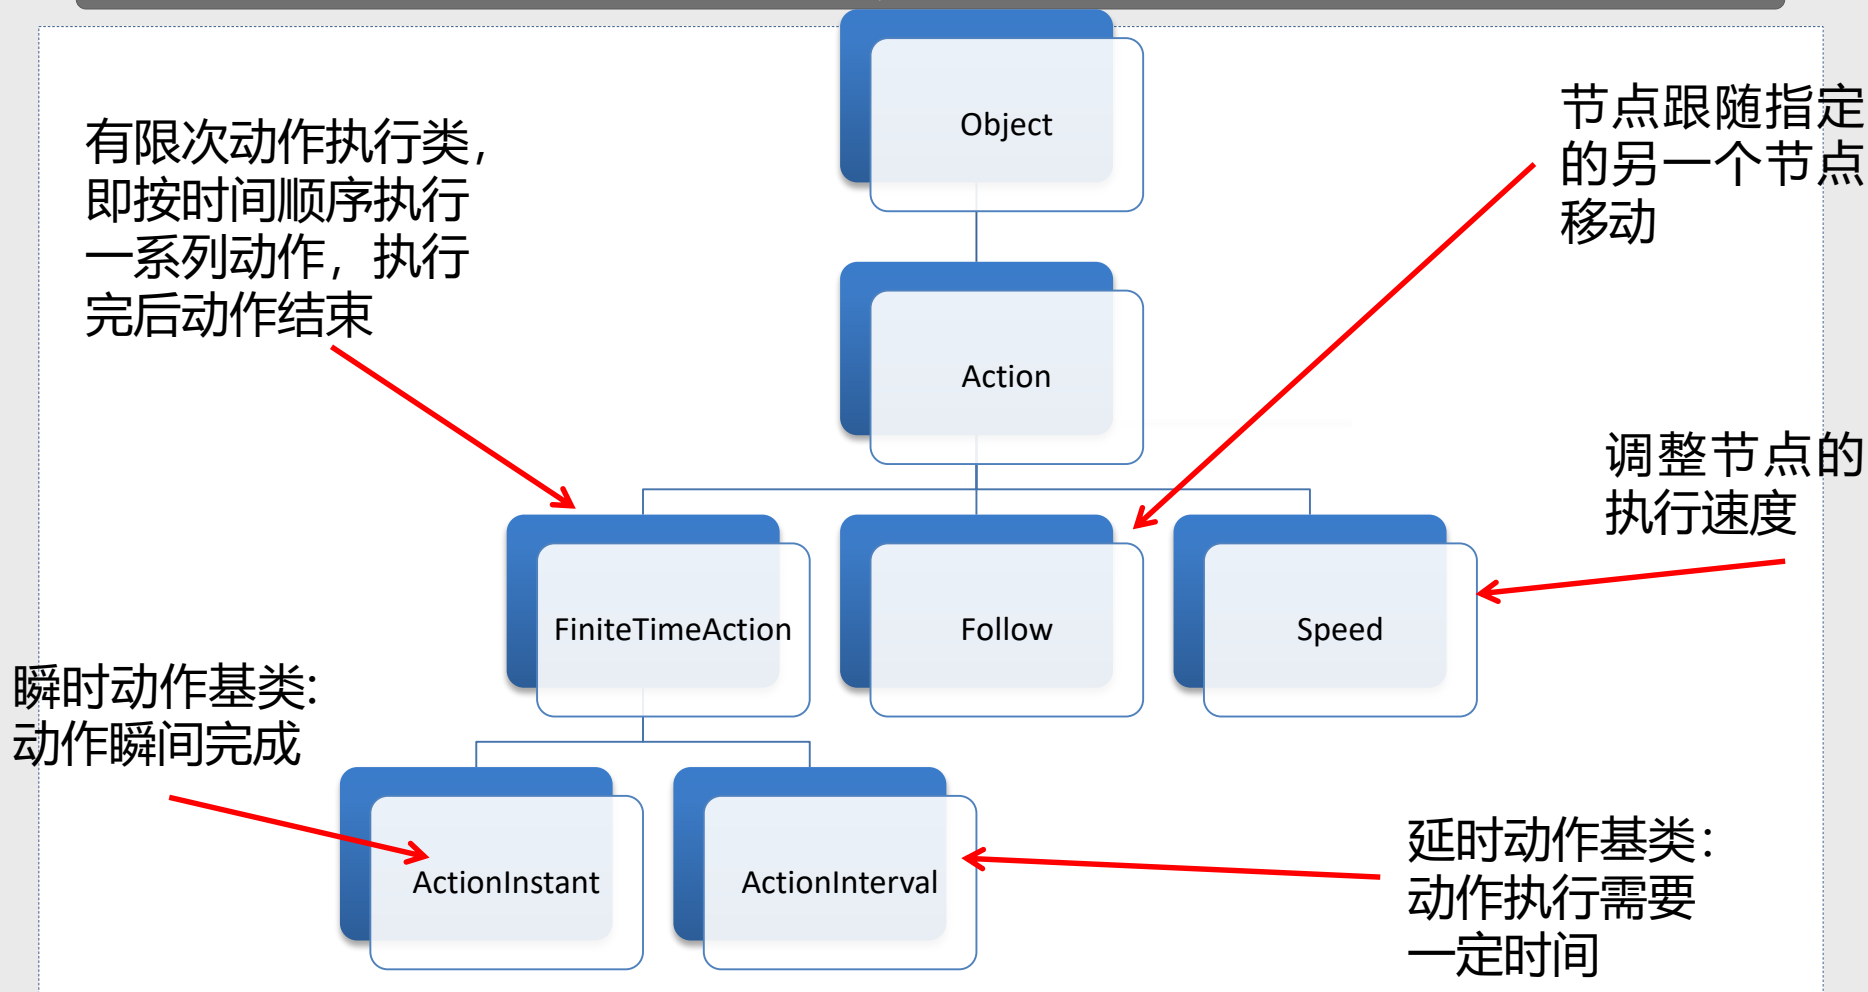 Object
有限次动作执行类，
即按时间顺序执行
一系列动作，执行
完后动作结束
节点跟随指定
的另一个节点
移动
Action
调整节点的
执行速度
FiniteTimeAction
Follow
Speed
瞬时动作基类:
动作瞬间完成
ActionInstant
ActionInterval
延时动作基类：
动作执行需要
一定时间